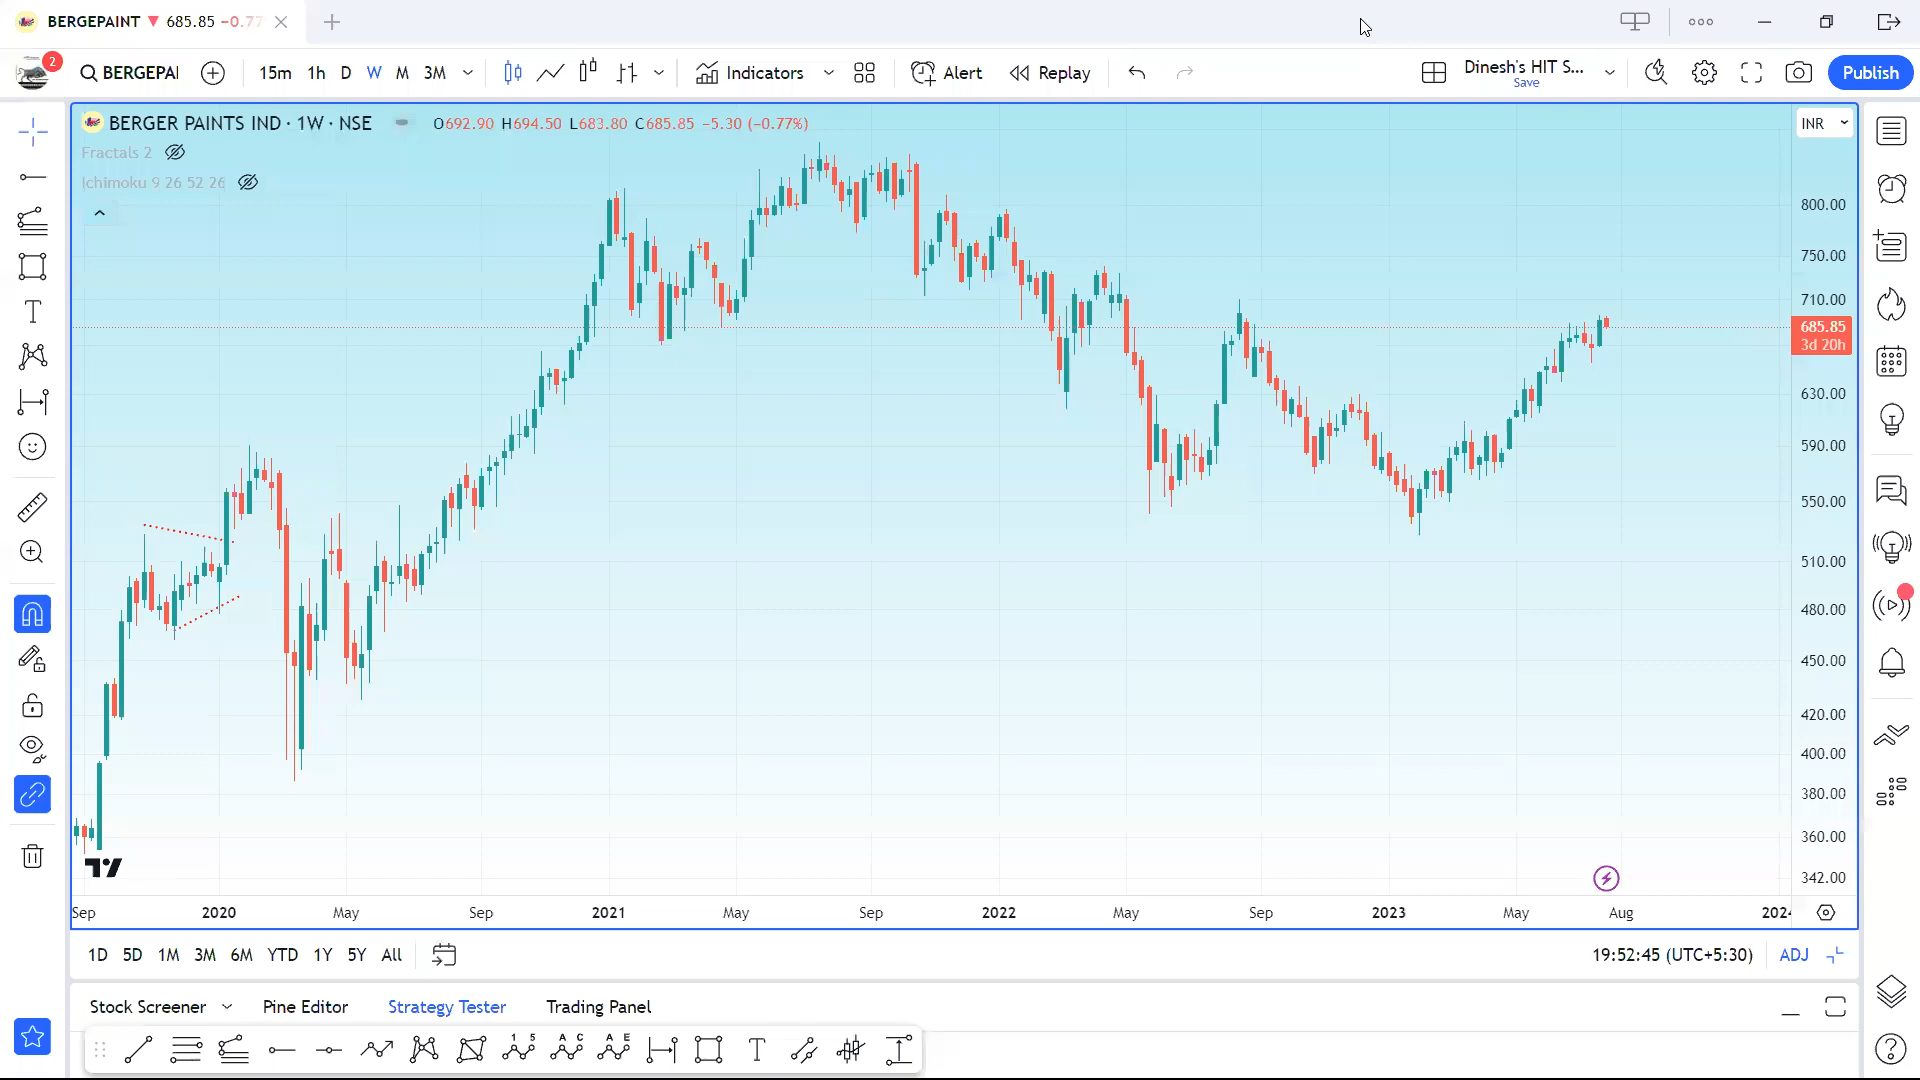 BERGEPAINT ▼ 685.85 −0.77
2
BERGEPAI
15m 1h D W M 3M
Indicators
Alert
Replay
Dinesh's HIT S...
Save
Publish
BERGER PAINTS IND · 1W · NSE
O692.90 H694.50 L683.80 C685.85 −5.30 (−0.77%)
INR
Fractals 2
Ichimoku 9 26 52 26
800.00
750.00
710.00
685.85
3d 20h
630.00
590.00
550.00
510.00
480.00
450.00
420.00
400.00
380.00
360.00
342.00
Sep 2020 May Sep 2021 May Sep 2022 May Sep 2023 May Aug
1D 5D 1M 3M 6M YTD 1Y 5Y All
19:52:45 (UTC+5:30)
ADJ
Stock Screener
Pine Editor
Strategy Tester
Trading Panel
1 5
A C
A E
T